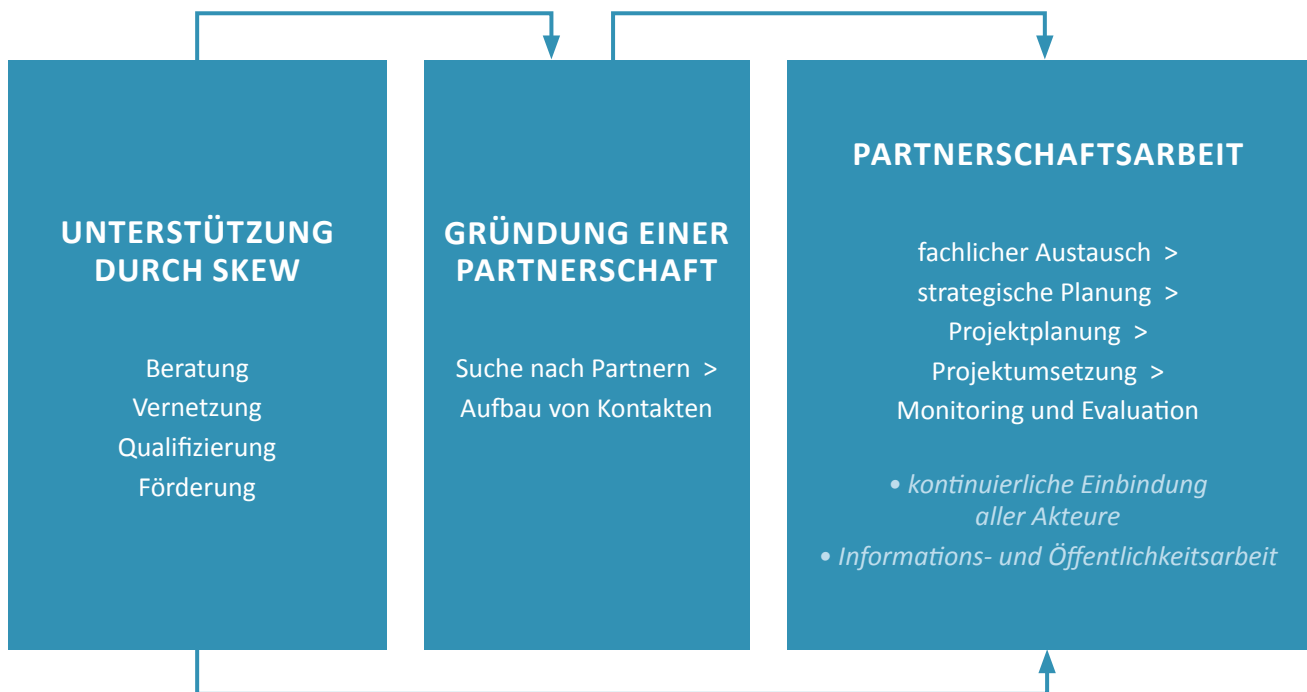 UNTERSTÜTZUNG
DURCH SKEW
Beratung
Vernetzung
Qualifizierung
Förderung
GRÜNDUNG EINER
PARTNERSCHAFT
Suche nach Partnern >
Aufbau von Kontakten
PARTNERSCHAFTSARBEIT
fachlicher Austausch >
strategische Planung >
Projektplanung >
Projektumsetzung >
Monitoring und Evaluation
• kontinuierliche Einbindung
aller Akteure
• Informations- und Öffentlichkeitsarbeit